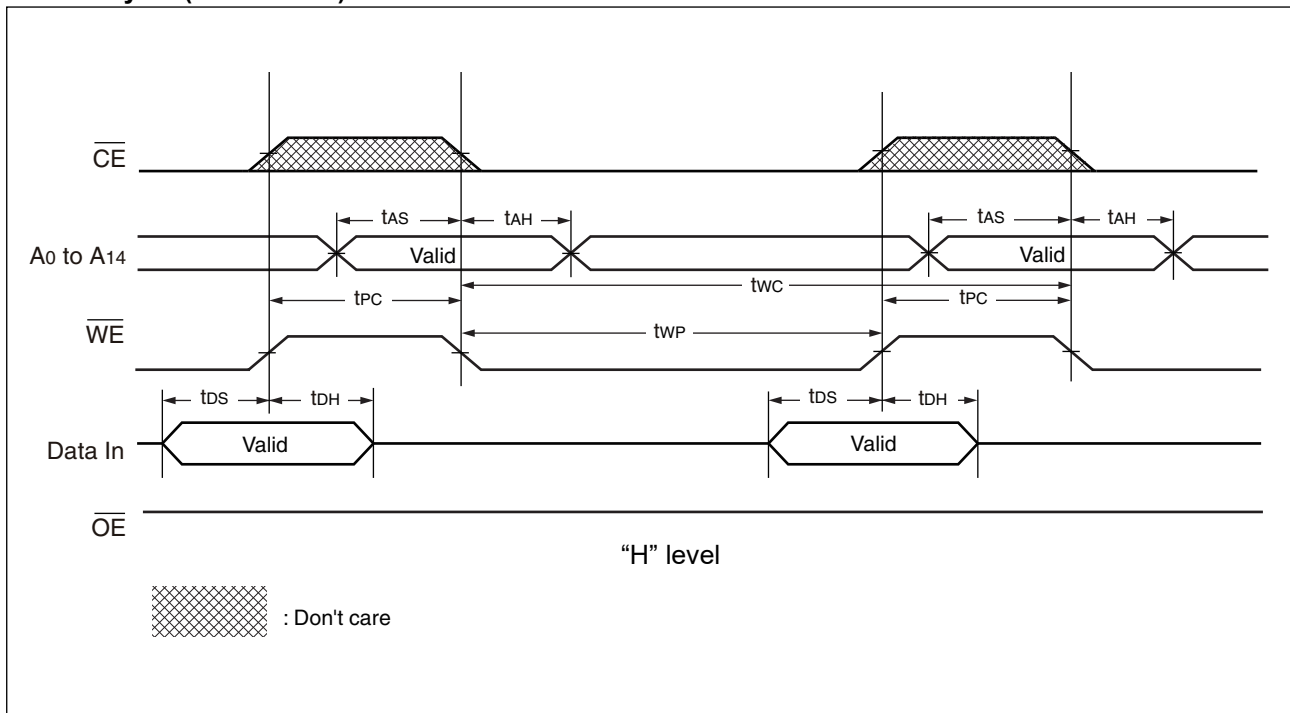 CE
tAS tAH tAS tAH
A0 to A14 Valid Valid
tWC
tPC tPC
WE tWP
tDS tDH tDS tDH
Data In Valid Valid
OE
“H” level
: Don't care